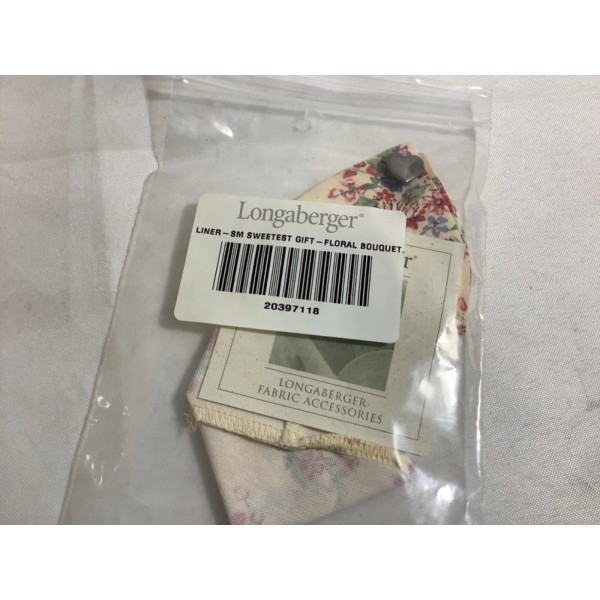 Longaberger®
LINER-SM SWEETEST GIFT-FLORAL BOUQUET.
20397118
r®
LONGABERGER
FABRIC ACCESSORIES